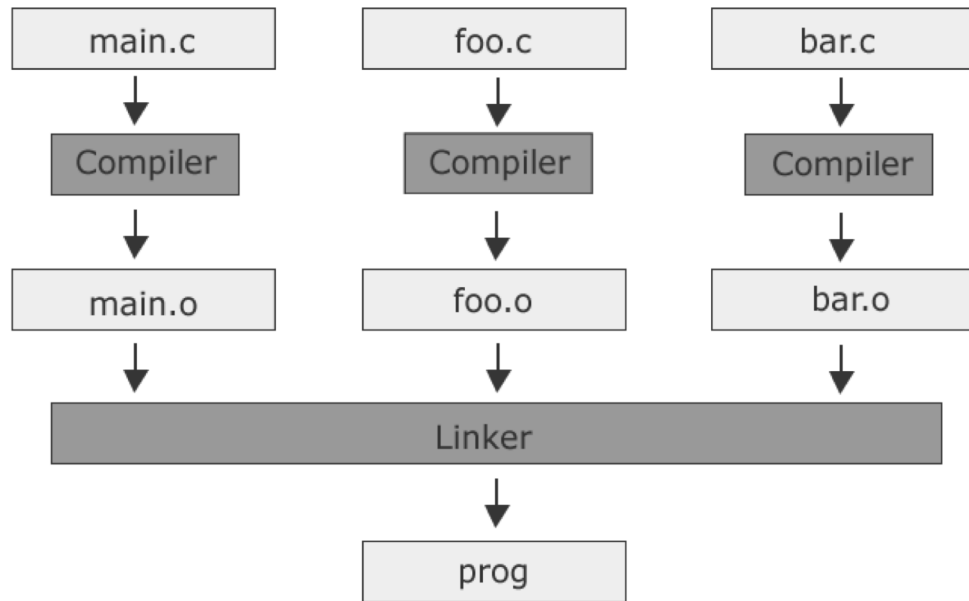 main.c
foo.c
bar.c
Compiler
Compiler
Compiler
main.o
foo.o
bar.o
Linker
prog